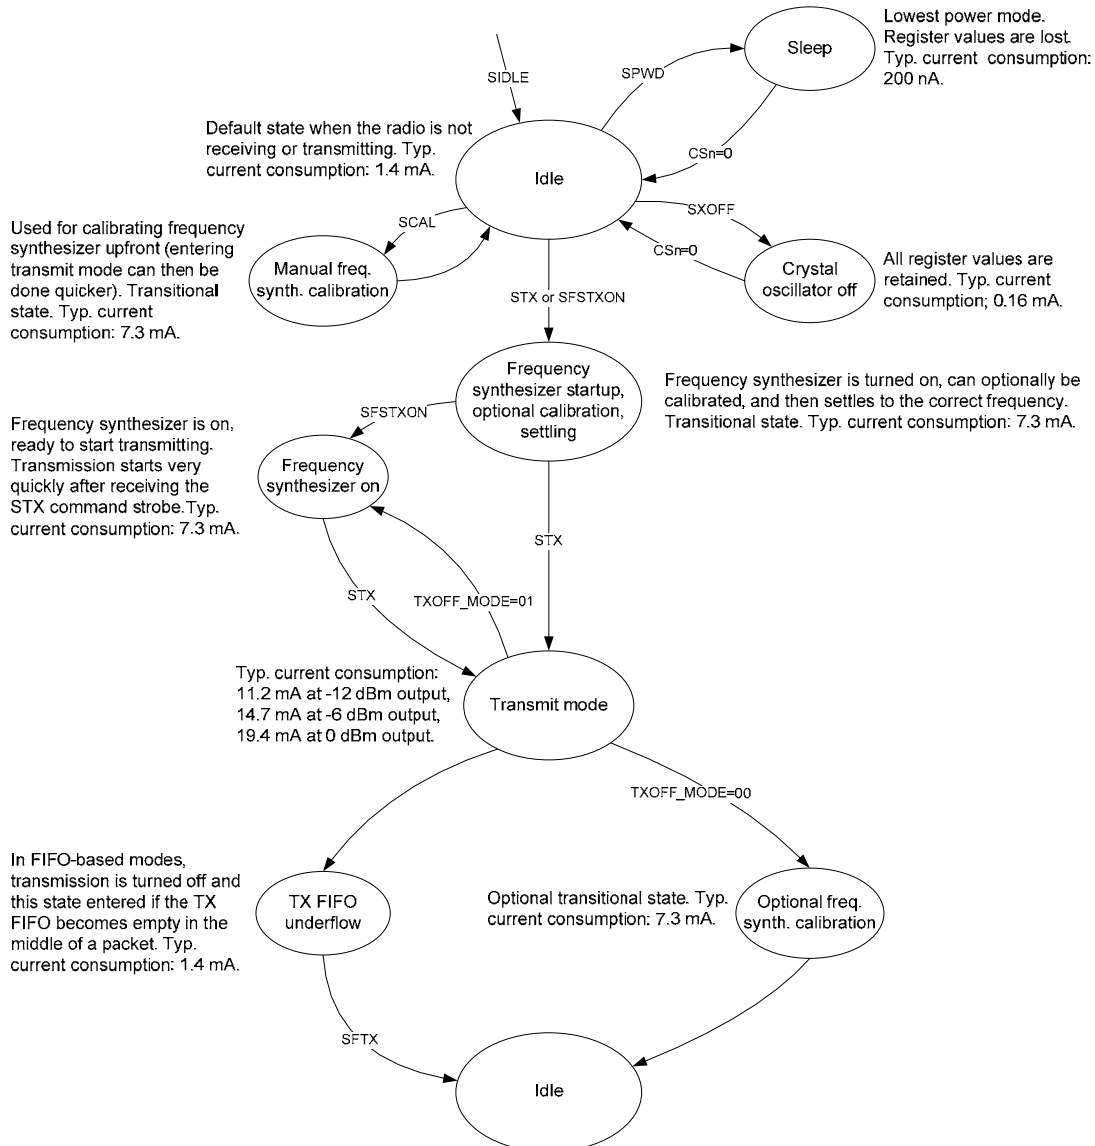 Lowest power mode.
Register values are lost.
Typ. current consumption:
200 nA.
Sleep
SPWD
SIDLE
CSn=0
Default state when the radio is not
receiving or transmitting. Typ.
current consumption: 1.4 mA.
Idle
SXOFF
SCAL
CSn=0
Used for calibrating frequency
synthesizer upfront (entering
transmit mode can then be
done quicker). Transitional
state. Typ. current
consumption: 7.3 mA.
Manual freq.
synth. calibration
Crystal
oscillator off
All register values are
retained. Typ. current
consumption; 0.16 mA.
STX or SFSTXON
Frequency
synthesizer startup,
optional calibration,
settling
Frequency synthesizer is turned on, can optionally be
calibrated, and then settles to the correct frequency.
Transitional state. Typ. current consumption: 7.3 mA.
SFSTXON
Frequency synthesizer is on,
ready to start transmitting.
Transmission starts very
quickly after receiving the
STX command strobe.Typ.
current consumption: 7.3 mA.
Frequency
synthesizer on
STX
STX
TXOFF_MODE=01
Typ. current consumption:
11.2 mA at -12 dBm output,
14.7 mA at -6 dBm output,
19.4 mA at 0 dBm output.
Transmit mode
TXOFF_MODE=00
In FIFO-based modes,
transmission is turned off and
this state entered if the TX
FIFO becomes empty in the
middle of a packet. Typ.
current consumption: 1.4 mA.
TX FIFO
underflow
Optional transitional state. Typ.
current consumption: 7.3 mA.
Optional freq.
synth. calibration
SFTX
Idle